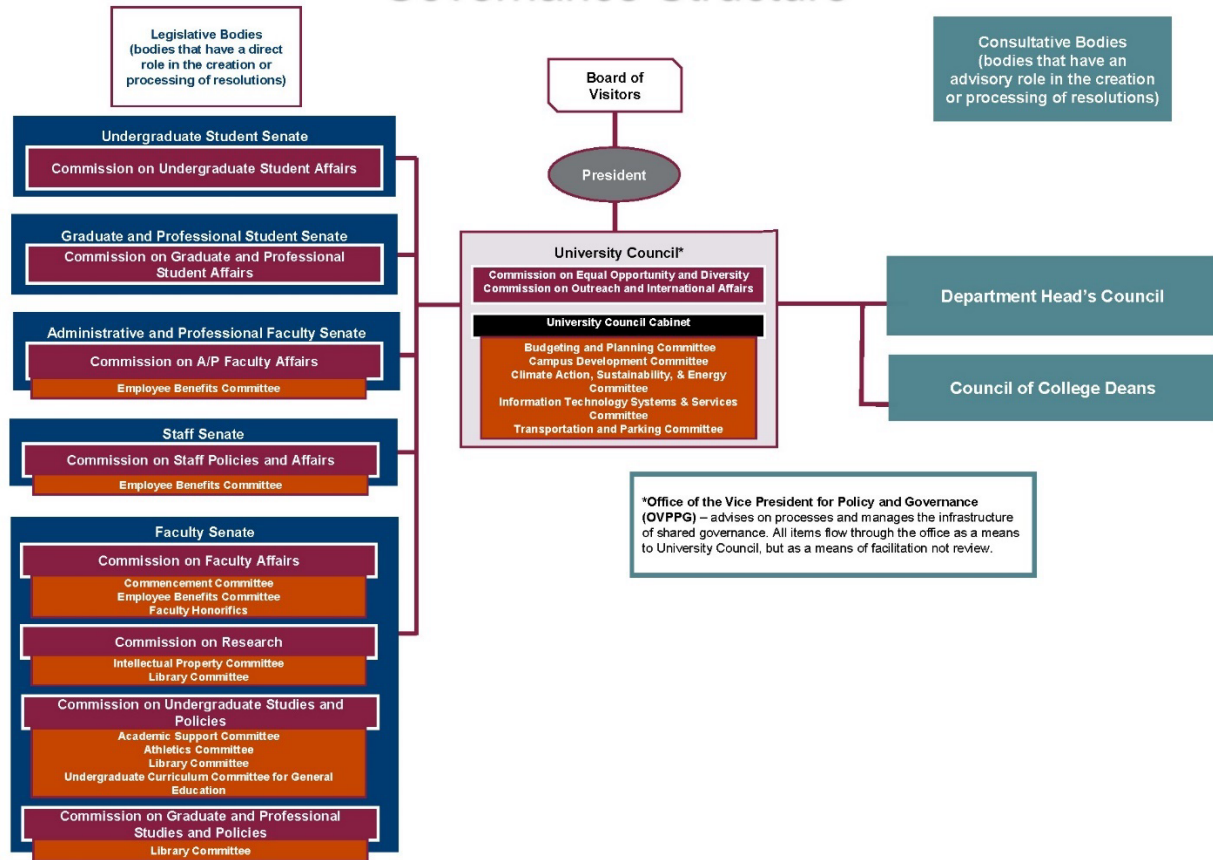 Governance Structure
Legislative Bodies
(bodies that have a direct
role in the creation or
processing of resolutions)
Board of
Visitors
Consultative Bodies
(bodies that have an
advisory role in the creation
or processing of resolutions)
President
Undergraduate Student Senate
Commission on Undergraduate Student Affairs
Graduate and Professional Student Senate
Commission on Graduate and Professional
Student Affairs
Administrative and Professional Faculty Senate
Commission on A/P Faculty Affairs
Employee Benefits Committee
Staff Senate
Commission on Staff Policies and Affairs
Employee Benefits Committee
Faculty Senate
Commission on Faculty Affairs
Commencement Committee
Employee Benefits Committee
Faculty Honorifics
Commission on Research
Intellectual Property Committee
Library Committee
Commission on Undergraduate Studies and
Policies
Academic Support Committee
Athletics Committee
Library Committee
Undergraduate Curriculum Committee for General
Education
Commission on Graduate and Professional
Studies and Policies
Library Committee
University Council*
Commission on Equal Opportunity and Diversity
Commission on Outreach and International Affairs
University Council Cabinet
Budgeting and Planning Committee
Campus Development Committee
Climate Action, Sustainability, & Energy
Committee
Information Technology Systems & Services
Committee
Transportation and Parking Committee
Department Head's Council
Council of College Deans
*Office of the Vice President for Policy and Governance
(OVPPG) – advises on processes and manages the infrastructure
of shared governance. All items flow through the office as a means
to University Council, but as a means of facilitation not review.